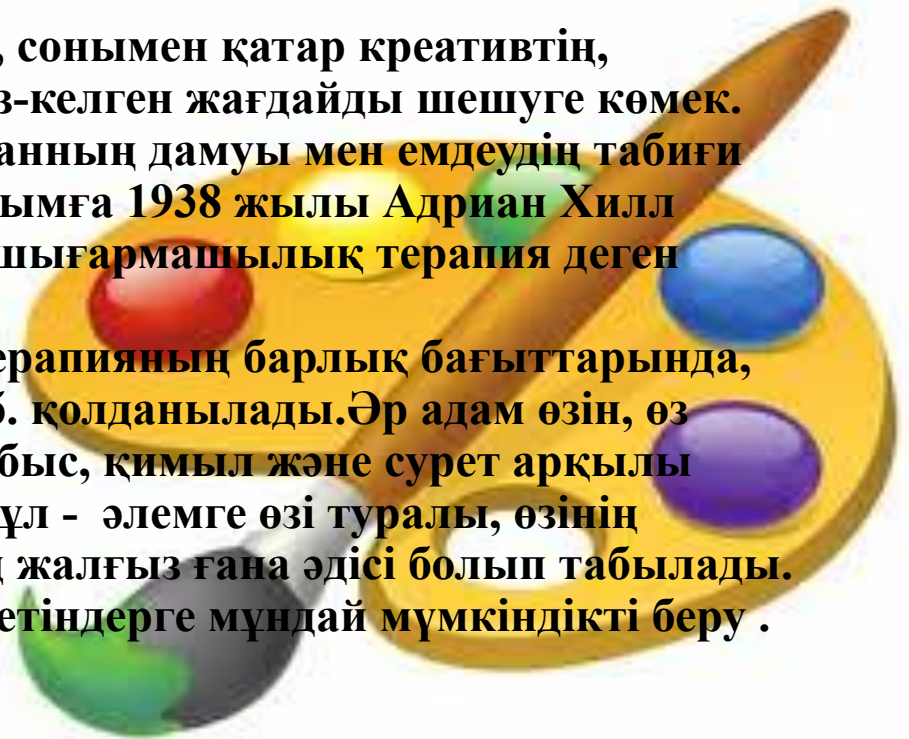 , сонымен қатар креативтің,
з-келген жағдайды шешуге көмек.
анның дамуы мен емдеудің табиғи
ымға 1938 жылы Адриан Хилл
шығармашылық терапия деген
ерапияның барлық бағыттарында,
б. қолданылады.Әр адам өзін, өз
быс, қимыл және сурет арқылы
ұл - әлемге өзі туралы, өзінің
ң жалғыз ғана әдісі болып табылады.
етіндерге мұндай мүмкіндікті беру .